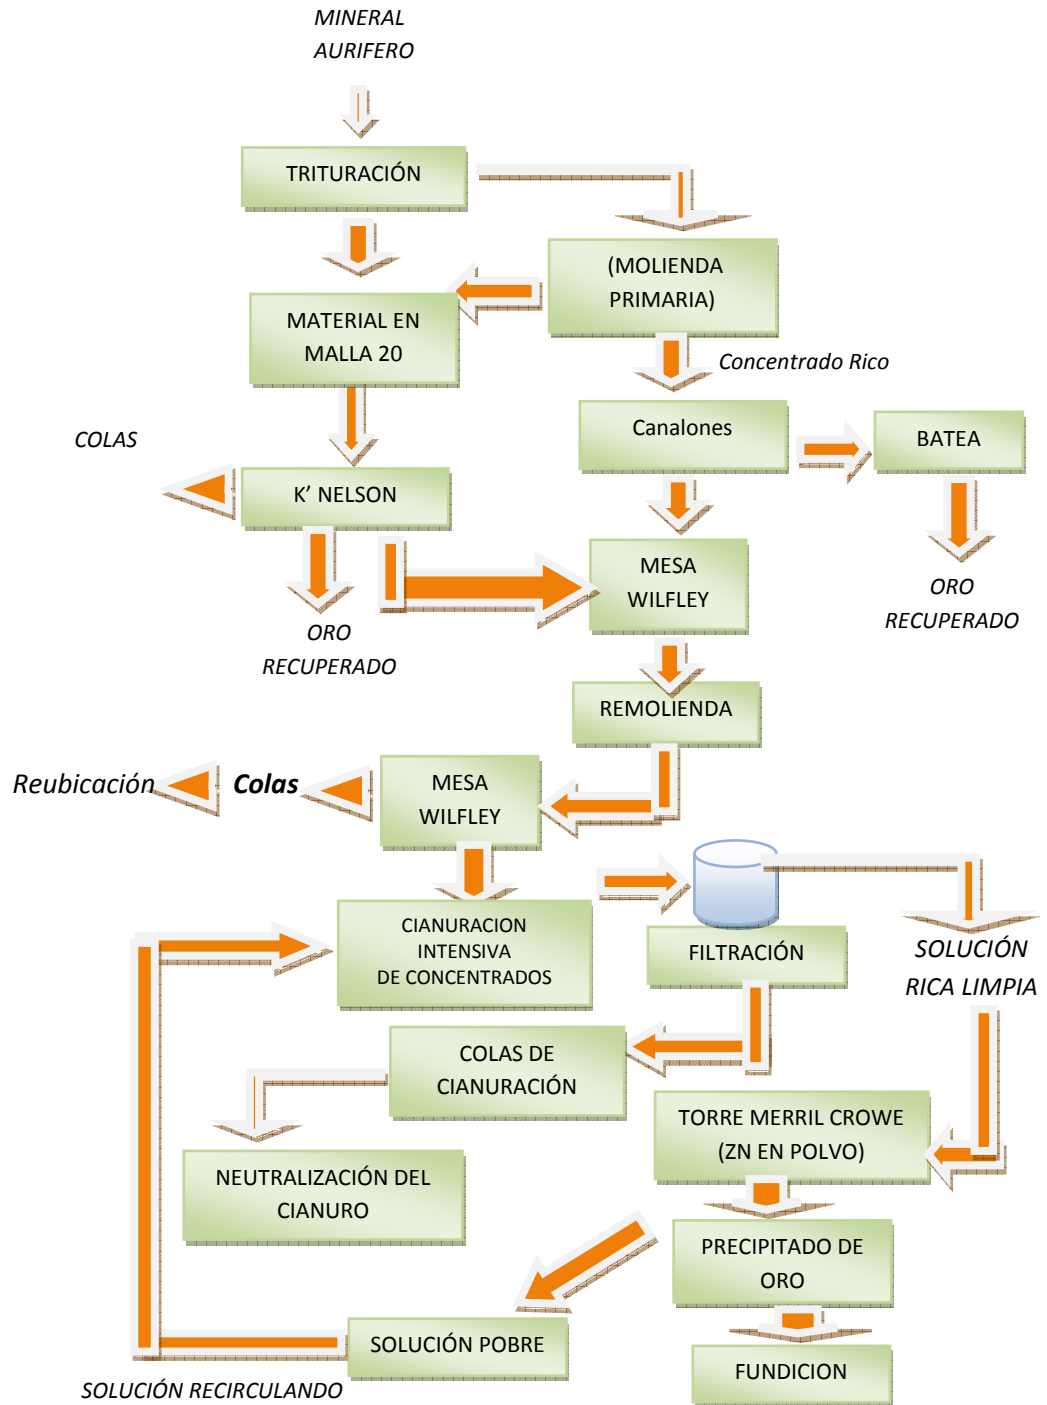 MINERAL
AURIFERO
TRITURACIÓN
(MOLIENDA
PRIMARIA)
MATERIAL EN
MALLA 20
Concentrado Rico
Canalones
BATEA
COLAS
K’ NELSON
MESA
WILFLEY
ORO
RECUPERADO
ORO
RECUPERADO
REMOLIENDA
Reubicación
Colas
MESA
WILFLEY
CIANURACION
INTENSIVA
DE CONCENTRADOS
FILTRACIÓN
SOLUCIÓN
RICA LIMPIA
COLAS DE
CIANURACIÓN
TORRE MERRIL CROWE
(ZN EN POLVO)
NEUTRALIZACIÓN DEL
CIANURO
PRECIPITADO DE
ORO
SOLUCIÓN POBRE
FUNDICION
SOLUCIÓN RECIRCULANDO